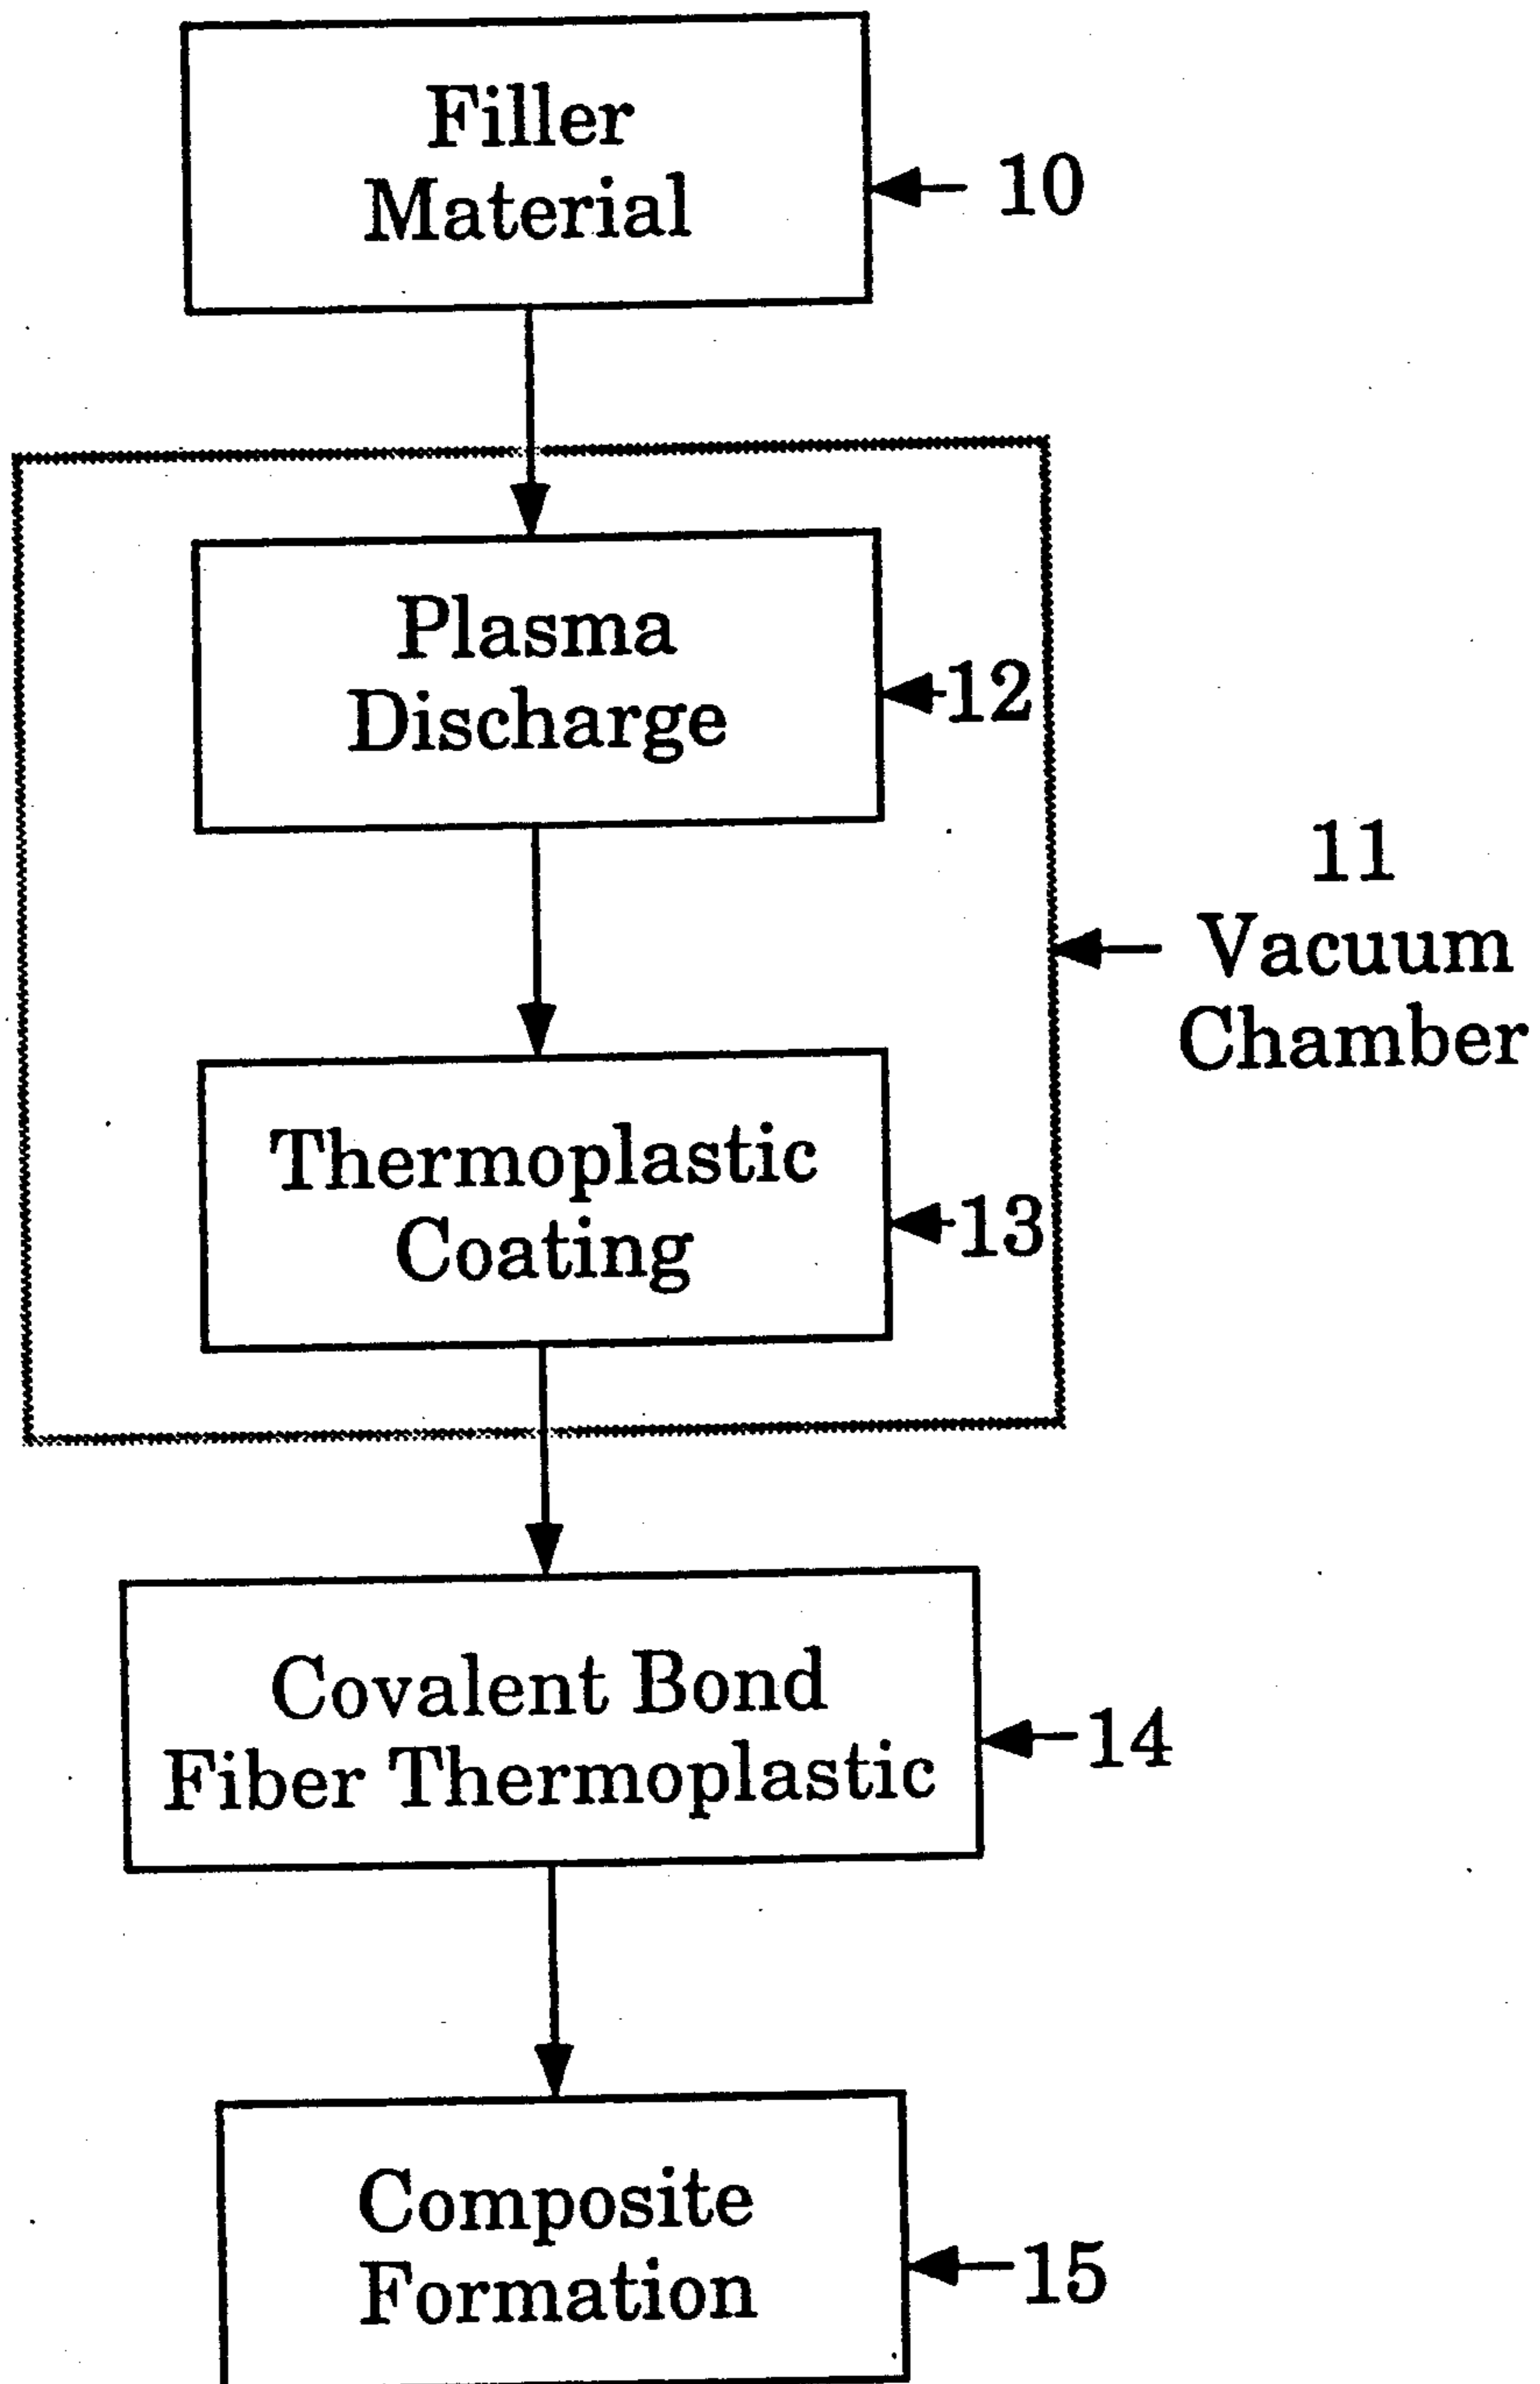 Filler
Material
10
Plasma
Discharge
12
11
Vacuum
Chamber
Thermoplastic
Coating
13
Covalent Bond
Fiber Thermoplastic
14
Composite
Formation
15